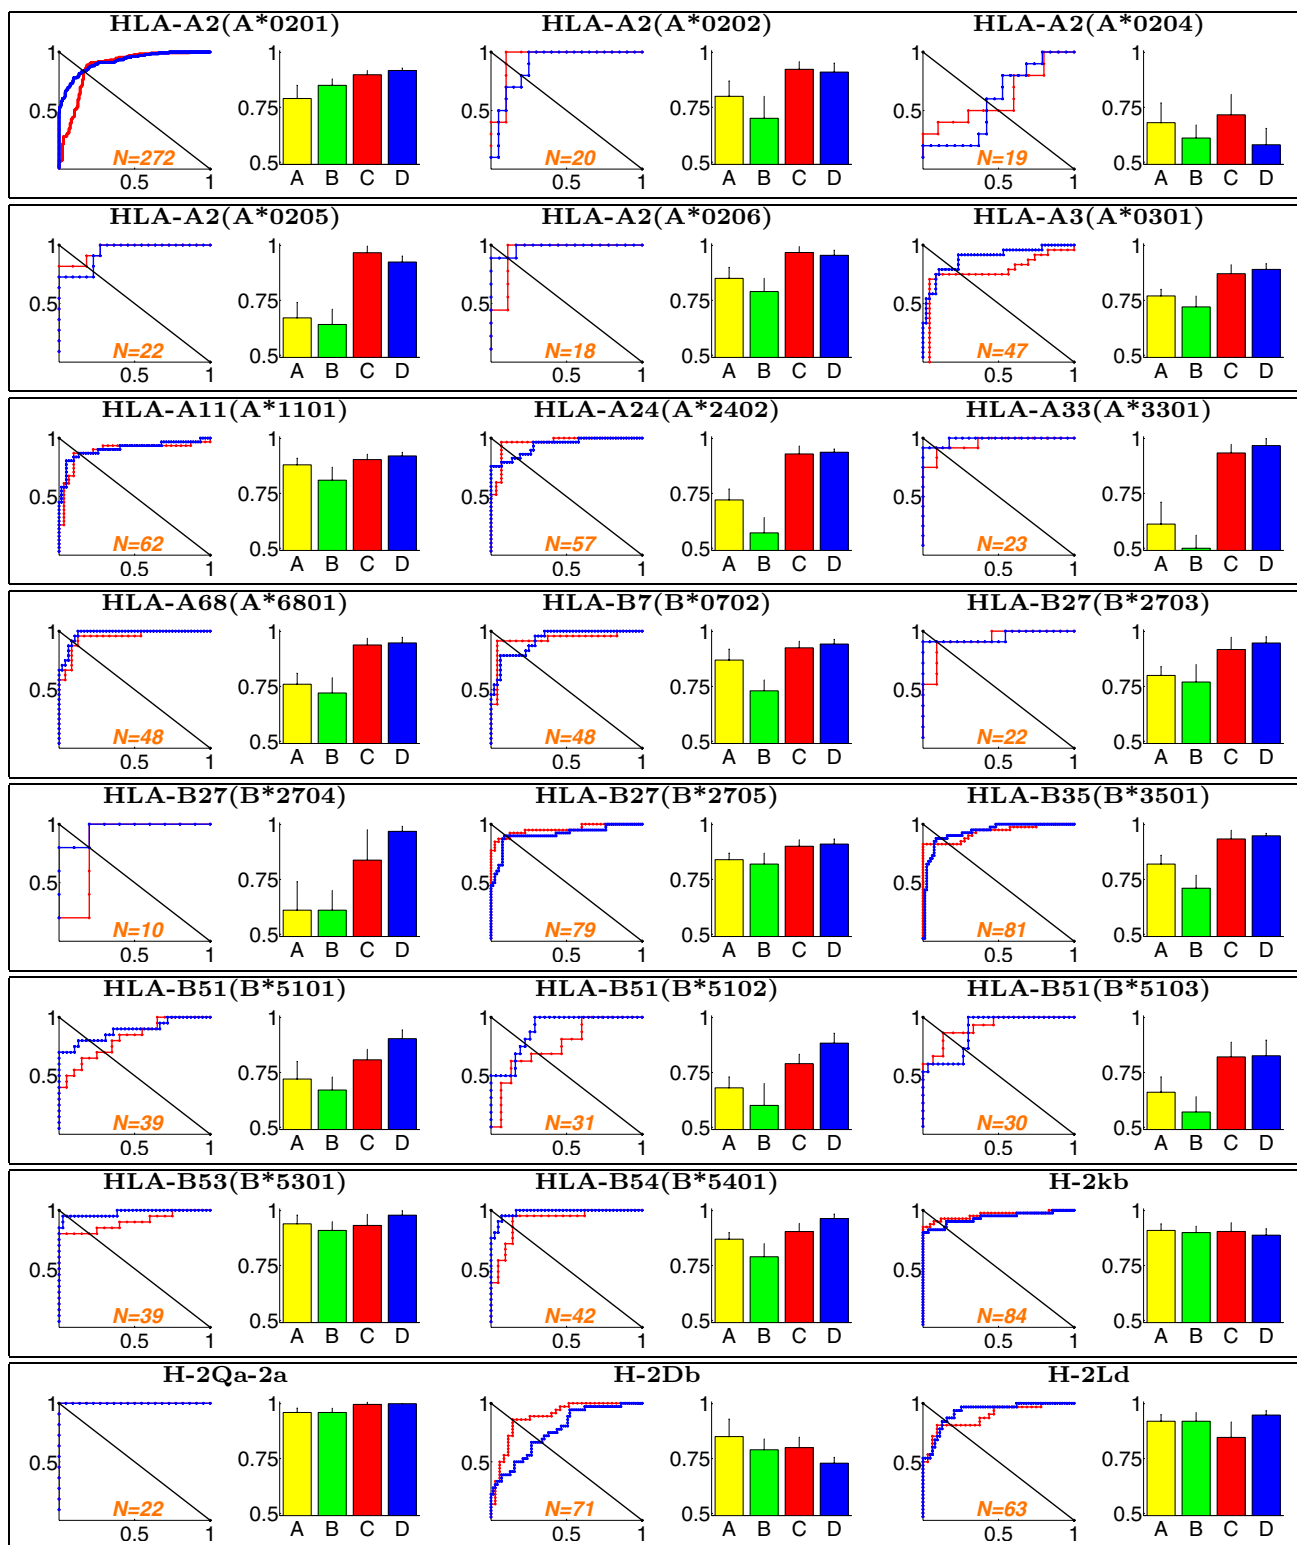 HLA-A2(A*0201) HLA-A2(A*0202) HLA-A2(A*0204)
1 0.5 N=272 0.5 1 1 0.75 0.5 A B C D 1 0.5 N=20 0.5 1 1 0.75 0.5 A B C D 1 0.5 N=19 0.5 1 1 0.75 0.5 A B C D
HLA-A2(A*0205) HLA-A2(A*0206) HLA-A3(A*0301)
1 0.5 N=22 0.5 1 1 0.75 0.5 A B C D 1 0.5 N=18 0.5 1 1 0.75 0.5 A B C D 1 0.5 N=47 0.5 1 1 0.75 0.5 A B C D
HLA-A11(A*1101) HLA-A24(A*2402) HLA-A33(A*3301)
1 0.5 N=62 0.5 1 1 0.75 0.5 A B C D 1 0.5 N=57 0.5 1 1 0.75 0.5 A B C D 1 0.5 N=23 0.5 1 1 0.75 0.5 A B C D
HLA-A68(A*6801) HLA-B7(B*0702) HLA-B27(B*2703)
1 0.5 N=48 0.5 1 1 0.75 0.5 A B C D 1 0.5 N=48 0.5 1 1 0.75 0.5 A B C D 1 0.5 N=22 0.5 1 1 0.75 0.5 A B C D
HLA-B27(B*2704) HLA-B27(B*2705) HLA-B35(B*3501)
1 0.5 N=10 0.5 1 1 0.75 0.5 A B C D 1 0.5 N=79 0.5 1 1 0.75 0.5 A B C D 1 0.5 N=81 0.5 1 1 0.75 0.5 A B C D
HLA-B51(B*5101) HLA-B51(B*5102) HLA-B51(B*5103)
1 0.5 N=39 0.5 1 1 0.75 0.5 A B C D 1 0.5 N=31 0.5 1 1 0.75 0.5 A B C D 1 0.5 N=30 0.5 1 1 0.75 0.5 A B C D
HLA-B53(B*5301) HLA-B54(B*5401) H-2kb
1 0.5 N=39 0.5 1 1 0.75 0.5 A B C D 1 0.5 N=42 0.5 1 1 0.75 0.5 A B C D 1 0.5 N=84 0.5 1 1 0.75 0.5 A B C D
H-2Qa-2a H-2Db H-2Ld
1 0.5 N=22 0.5 1 1 0.75 0.5 A B C D 1 0.5 N=71 0.5 1 1 0.75 0.5 A B C D 1 0.5 N=63 0.5 1 1 0.75 0.5 A B C D